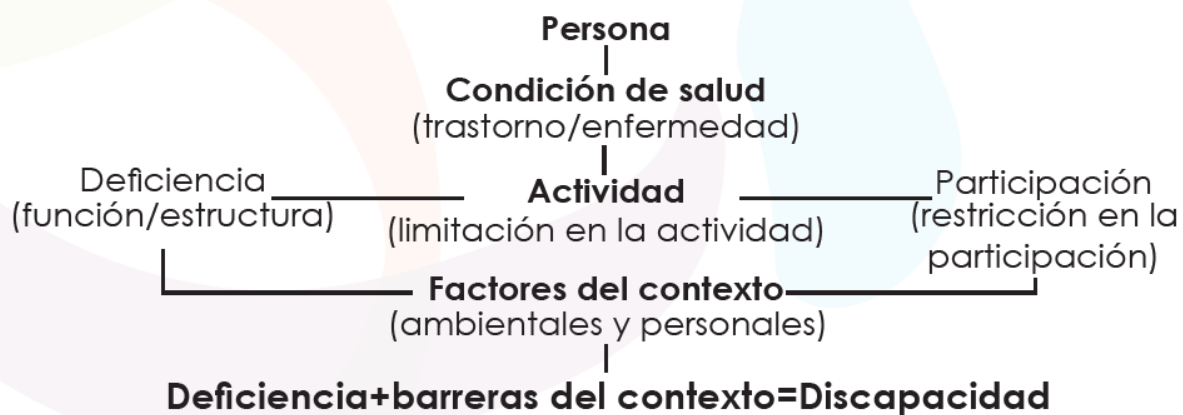 Persona
Condición de salud
(trastorno/enfermedad)
Deficiencia
(función/estructura)
Actividad
(limitación en la actividad)
Participación
(restricción en la
participación)
Factores del contexto
(ambientales y personales)
Deficiencia+barreras del contexto=Discapacidad